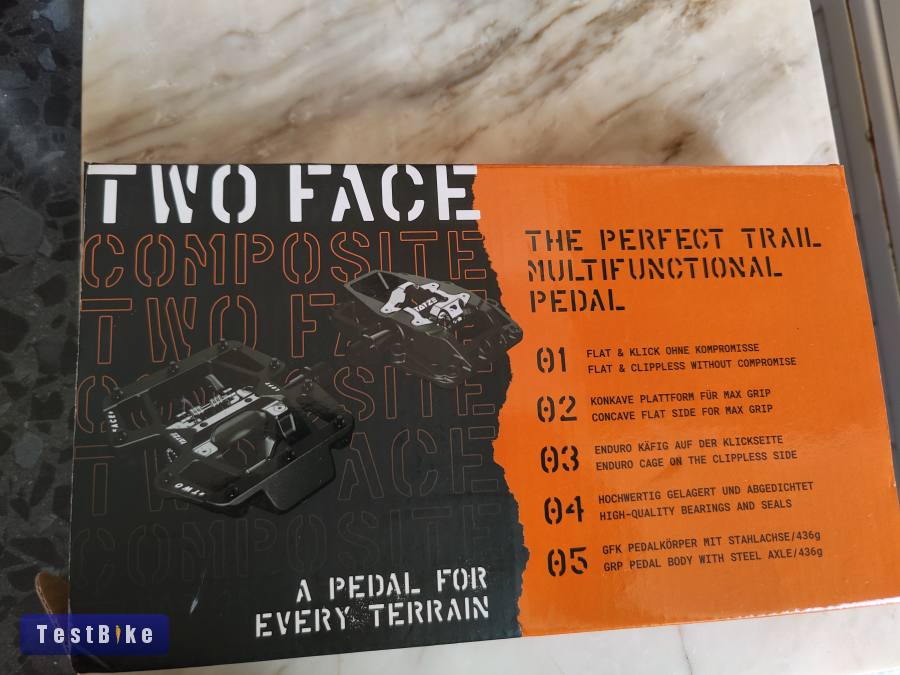 TWO FACE
COMPOSITE
TWO FACE
COMPOSITE
TWO FACE
COMPOSITE
TATZE
A PEDAL FOR
EVERY TERRAIN
THE PERFECT TRAIL
MULTIFUNCTIONAL
PEDAL
01 FLAT & KLICK OHNE KOMPROMISSE
FLAT & CLIPPLESS WITHOUT COMPROMISE
02 KONKAVE PLATTFORM FÜR MAX GRIP
CONCAVE FLAT SIDE FOR MAX GRIP
03 ENDURO KÄFIG AUF DER KLICKSEITE
ENDURO CAGE ON THE CLIPPLESS SIDE
04 HOCHWERTIG GELAGERT UND ABGEDICHTET
HIGH-QUALITY BEARINGS AND SEALS
05 GFK PEDALKÖRPER MIT STAHLACHSE/436g
GRP PEDAL BODY WITH STEEL AXLE/436g
TestBike